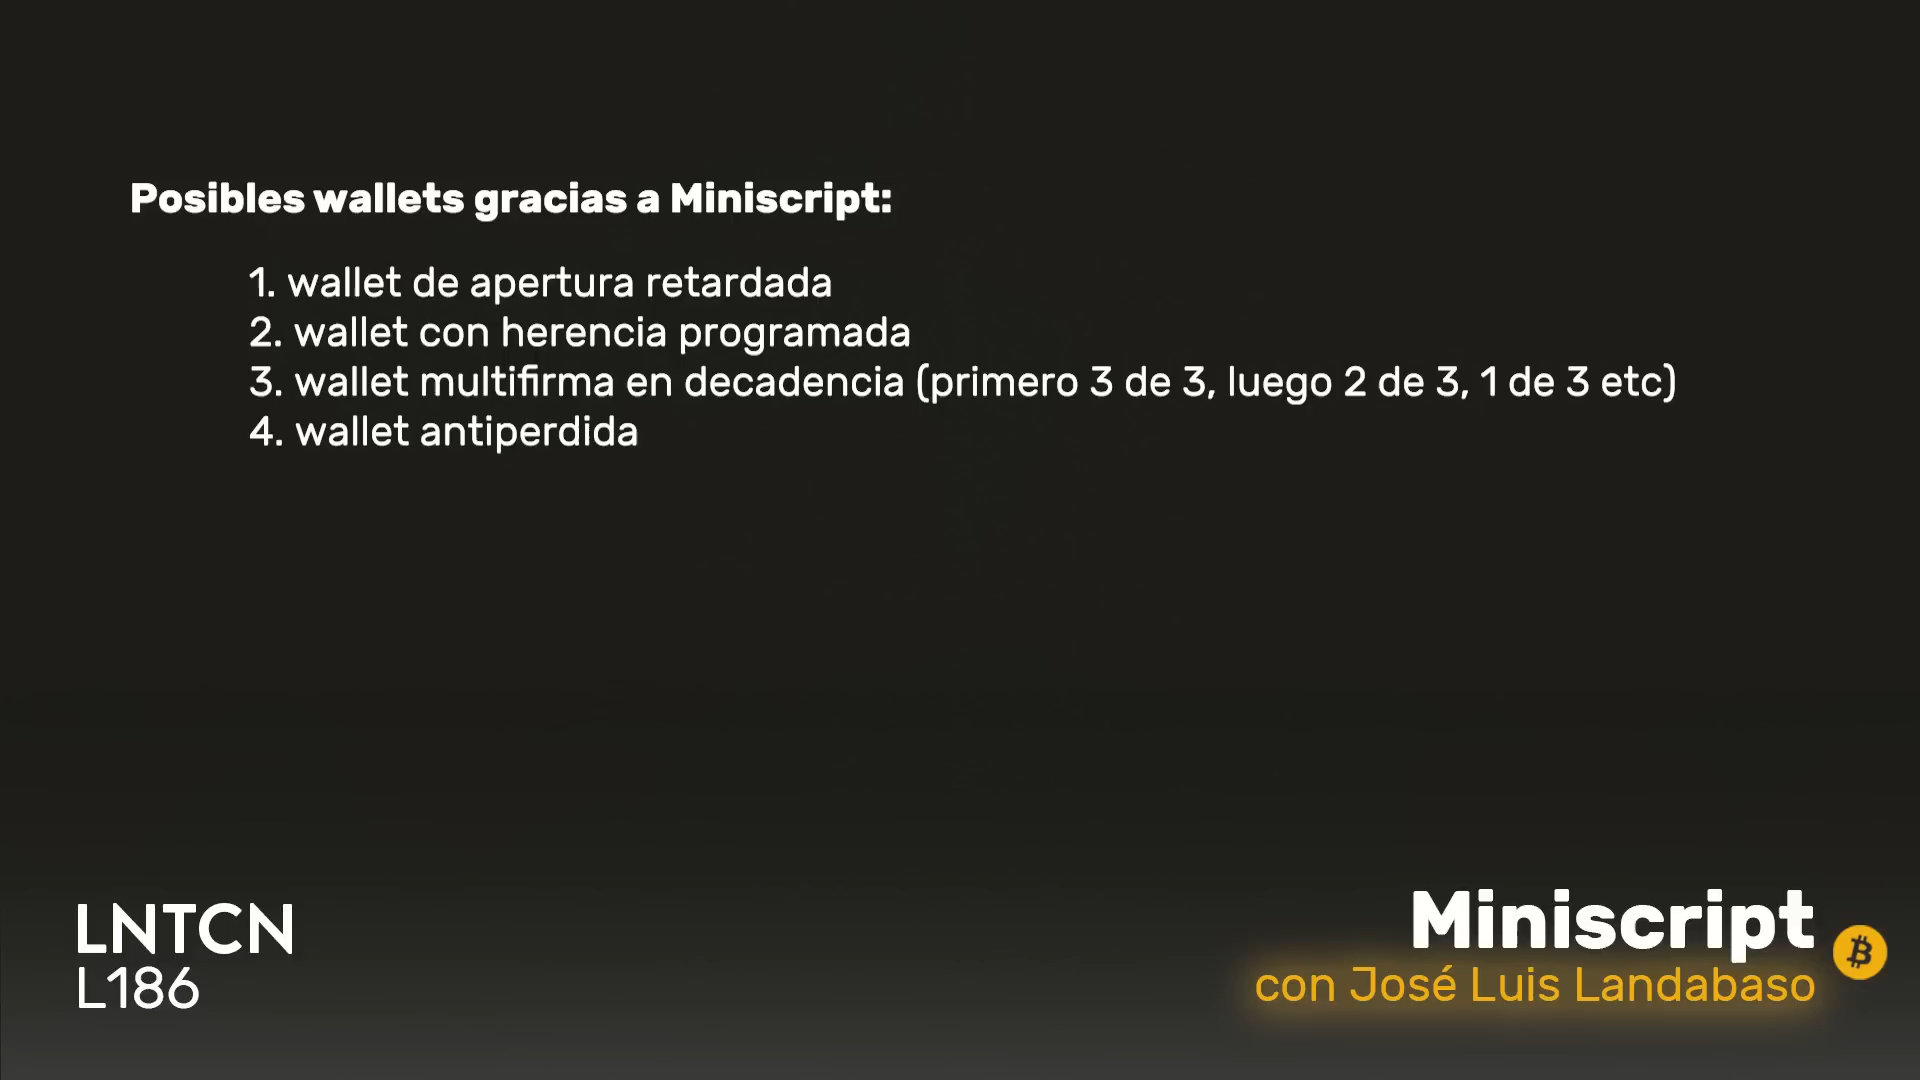 Posibles wallets gracias a Miniscript:
1. wallet de apertura retardada
2. wallet con herencia programada
3. wallet multifirma en decadencia (primero 3 de 3, luego 2 de 3, 1 de 3 etc)
4. wallet antiperdida
LNTCN
L186
Miniscript
con José Luis Landabaso